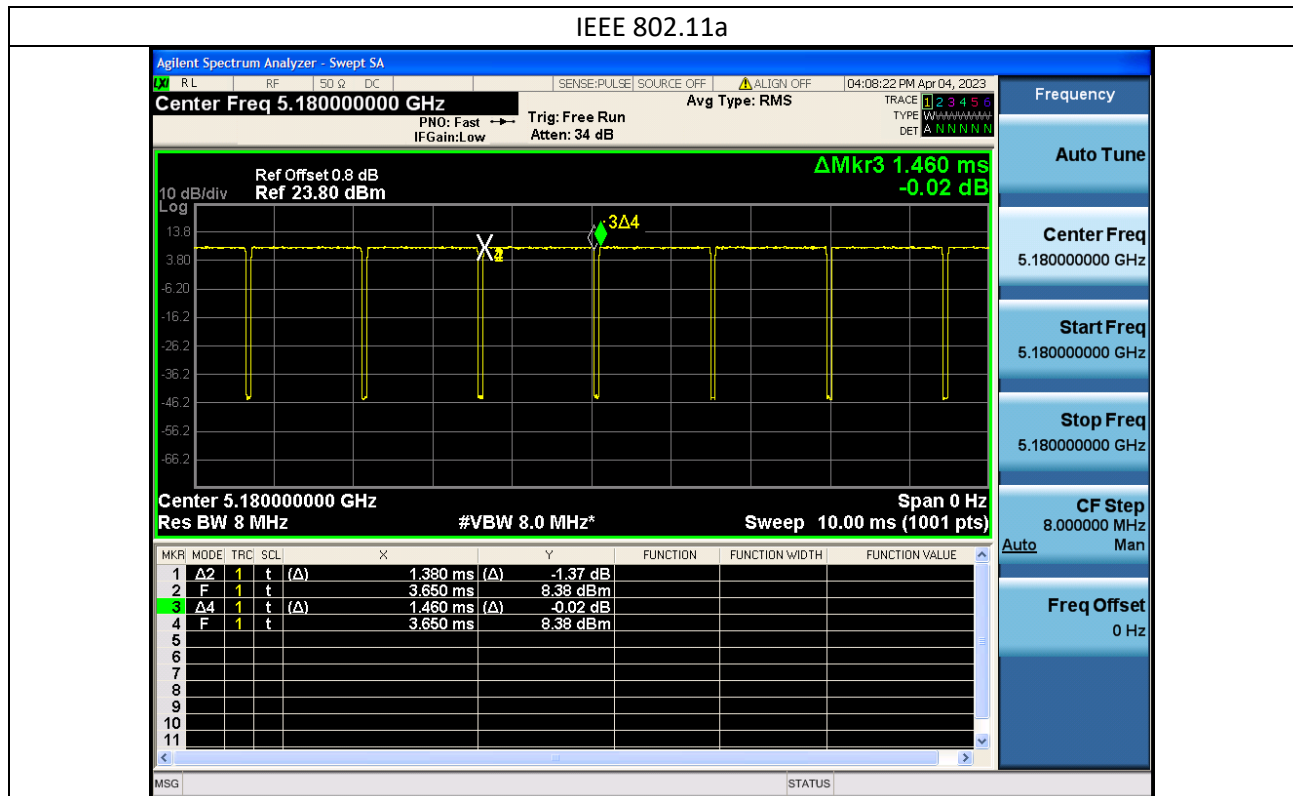 IEEE 802.11a
Agilent Spectrum Analyzer - Swept SA
LXI RL RF 50 Ω DC SENSE:PULSE SOURCE OFF ALIGN OFF 04:08:22 PM Apr 04, 2023
Center Freq 5.180000000 GHz
PNO: Fast
IFGain:Low
Trig: Free Run
Atten: 34 dB
Avg Type: RMS
TRACE 1 2 3 4 5 6
TYPE WWWWWW
DET A N N N N N
ΔMkr3 1.460 ms
-0.02 dB
Ref Offset 0.8 dB
10 dB/div Ref 23.80 dBm
Log
13.8
3.80
-6.20
-16.2
-26.2
-36.2
-46.2
-56.2
-66.2
3Δ4
Center 5.180000000 GHz Span 0 Hz
Res BW 8 MHz #VBW 8.0 MHz* Sweep 10.00 ms (1001 pts)
MKR MODE TRC SCL X Y FUNCTION FUNCTION WIDTH FUNCTION VALUE
1 Δ2 1 t (Δ) 1.380 ms (Δ) -1.37 dB
2 F 1 t 3.650 ms 8.38 dBm
3 Δ4 1 t (Δ) 1.460 ms (Δ) -0.02 dB
4 F 1 t 3.650 ms 8.38 dBm
5
6
7
8
9
10
11
MSG STATUS
Frequency
Auto Tune
Center Freq
5.180000000 GHz
Start Freq
5.180000000 GHz
Stop Freq
5.180000000 GHz
CF Step
8.000000 MHz
Auto Man
Freq Offset
0 Hz